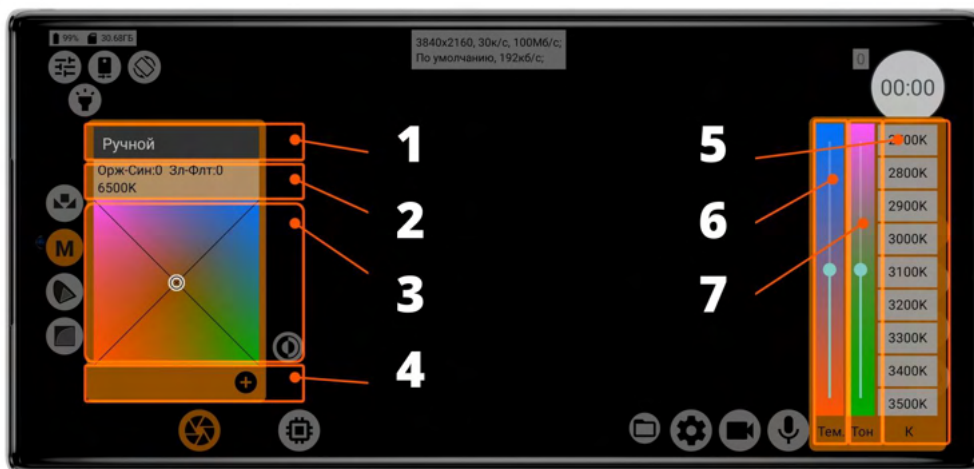 99% 30.68ГБ
3840x2160, 30к/с, 100Мб/с;
По умолчанию, 192кб/с;
0
00:00
Ручной
1
Орж-Син:0 Зл-Флт:0
6500K
2
3
M
4
5
6
7
2800K
2900K
3000K
3100K
3200K
3300K
3400K
3500K
Тем. Тон K